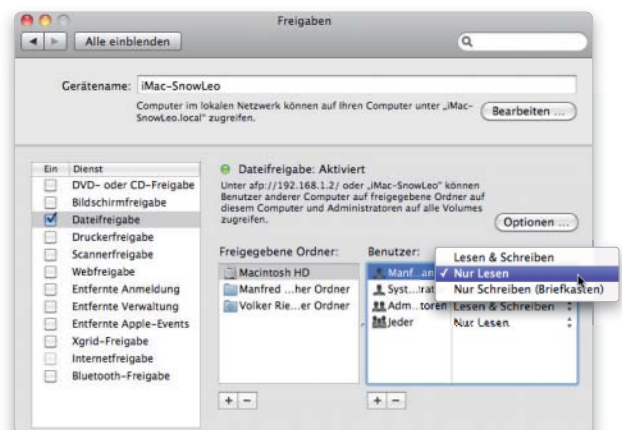 Freigaben
Alle einblenden
Gerätename: iMac-SnowLeo
Computer im lokalen Netzwerk können auf Ihren Computer unter „iMac-
SnowLeo.local“ zugreifen.
Bearbeiten ...
Ein Dienst
DVD- oder CD-Freigabe
Bildschirmfreigabe
Dateifreigabe
Druckerfreigabe
Scannerfreigabe
Webfreigabe
Entfernte Anmeldung
Entfernte Verwaltung
Entfernte Apple-Events
Xgrid-Freigabe
Internetfreigabe
Bluetooth-Freigabe
Dateifreigabe: Aktiviert
Unter afp://192.168.1.2/ oder „iMac-SnowLeo“ können
Benutzer anderer Computer auf freigegebene Ordner auf
diesem Computer und Administratoren auf alle Volumes
zugreifen.
Optionen ...
Freigegebene Ordner:
Macintosh HD
Manfred ...her Ordner
Volker Rie...er Ordner
Benutzer:
Manf...an
Syst...trat
Adm...toren Lesen & Schreiben
Jeder Nur Lesen
Lesen & Schreiben
✓ Nur Lesen
Nur Schreiben (Briefkasten)
+ −
+ −